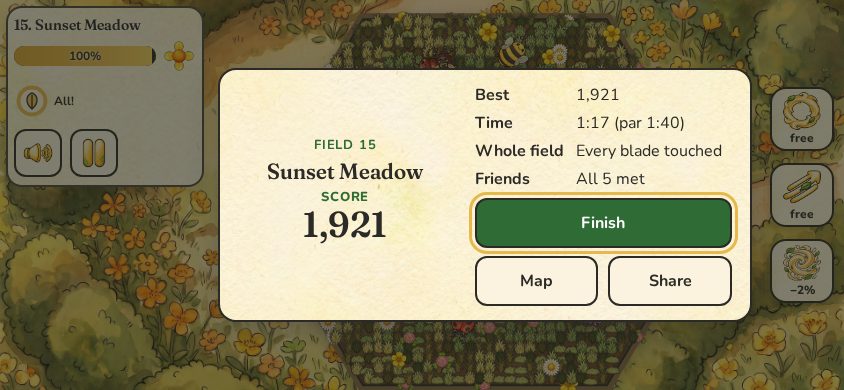 15. Sunset Meadow
100%
All!
FIELD 15
Sunset Meadow
SCORE
1,921
Best 1,921
Time 1:17 (par 1:40)
Whole field Every blade touched
Friends All 5 met
Finish
Map Share
free
free
−2%